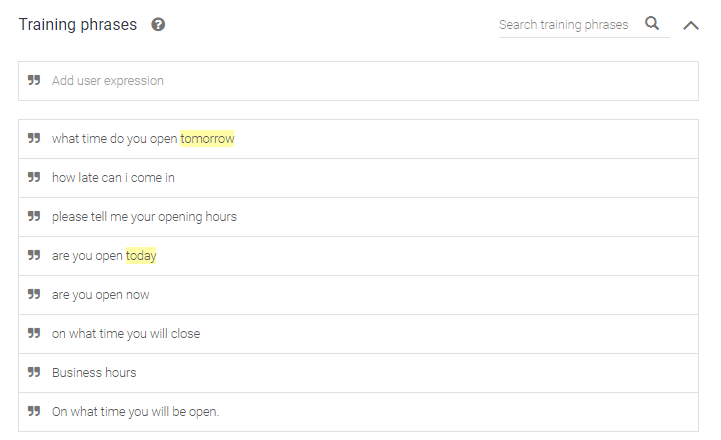 Training phrases
Search training phrases
Add user expression
what time do you open tomorrow
how late can i come in
please tell me your opening hours
are you open today
are you open now
on what time you will close
Business hours
On what time you will be open.